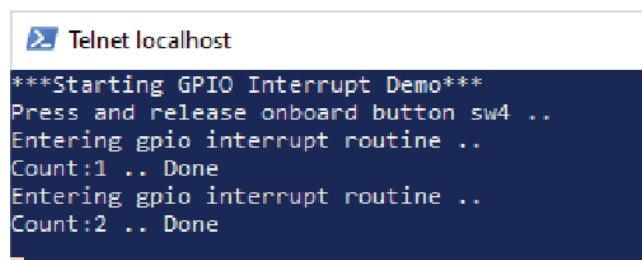 Telnet localhost
***Starting GPIO Interrupt Demo***
Press and release onboard button sw4 ..
Entering gpio interrupt routine ..
Count:1 .. Done
Entering gpio interrupt routine ..
Count:2 .. Done